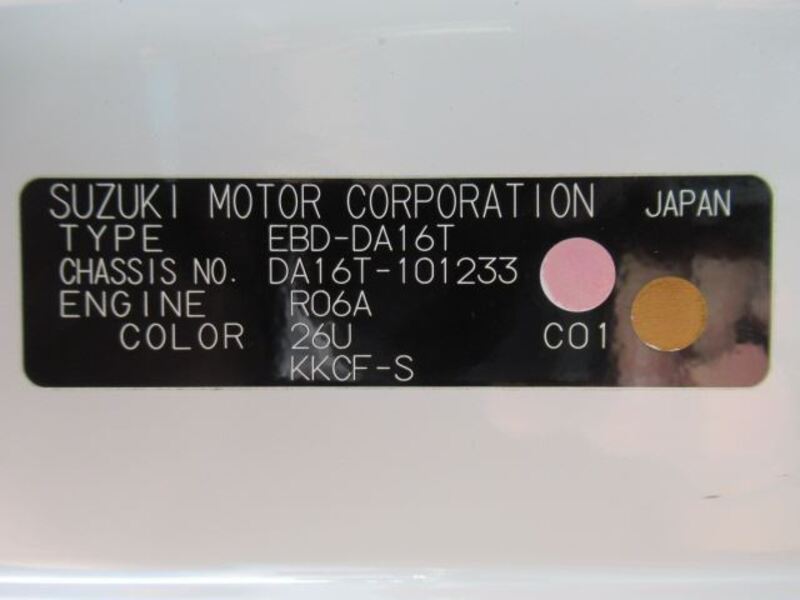 SUZUKI MOTOR CORPORATION JAPAN
TYPE EBD-DA16T
CHASSIS NO. DA16T-101233
ENGINE R06A
COLOR 26U C01
KKCF-S